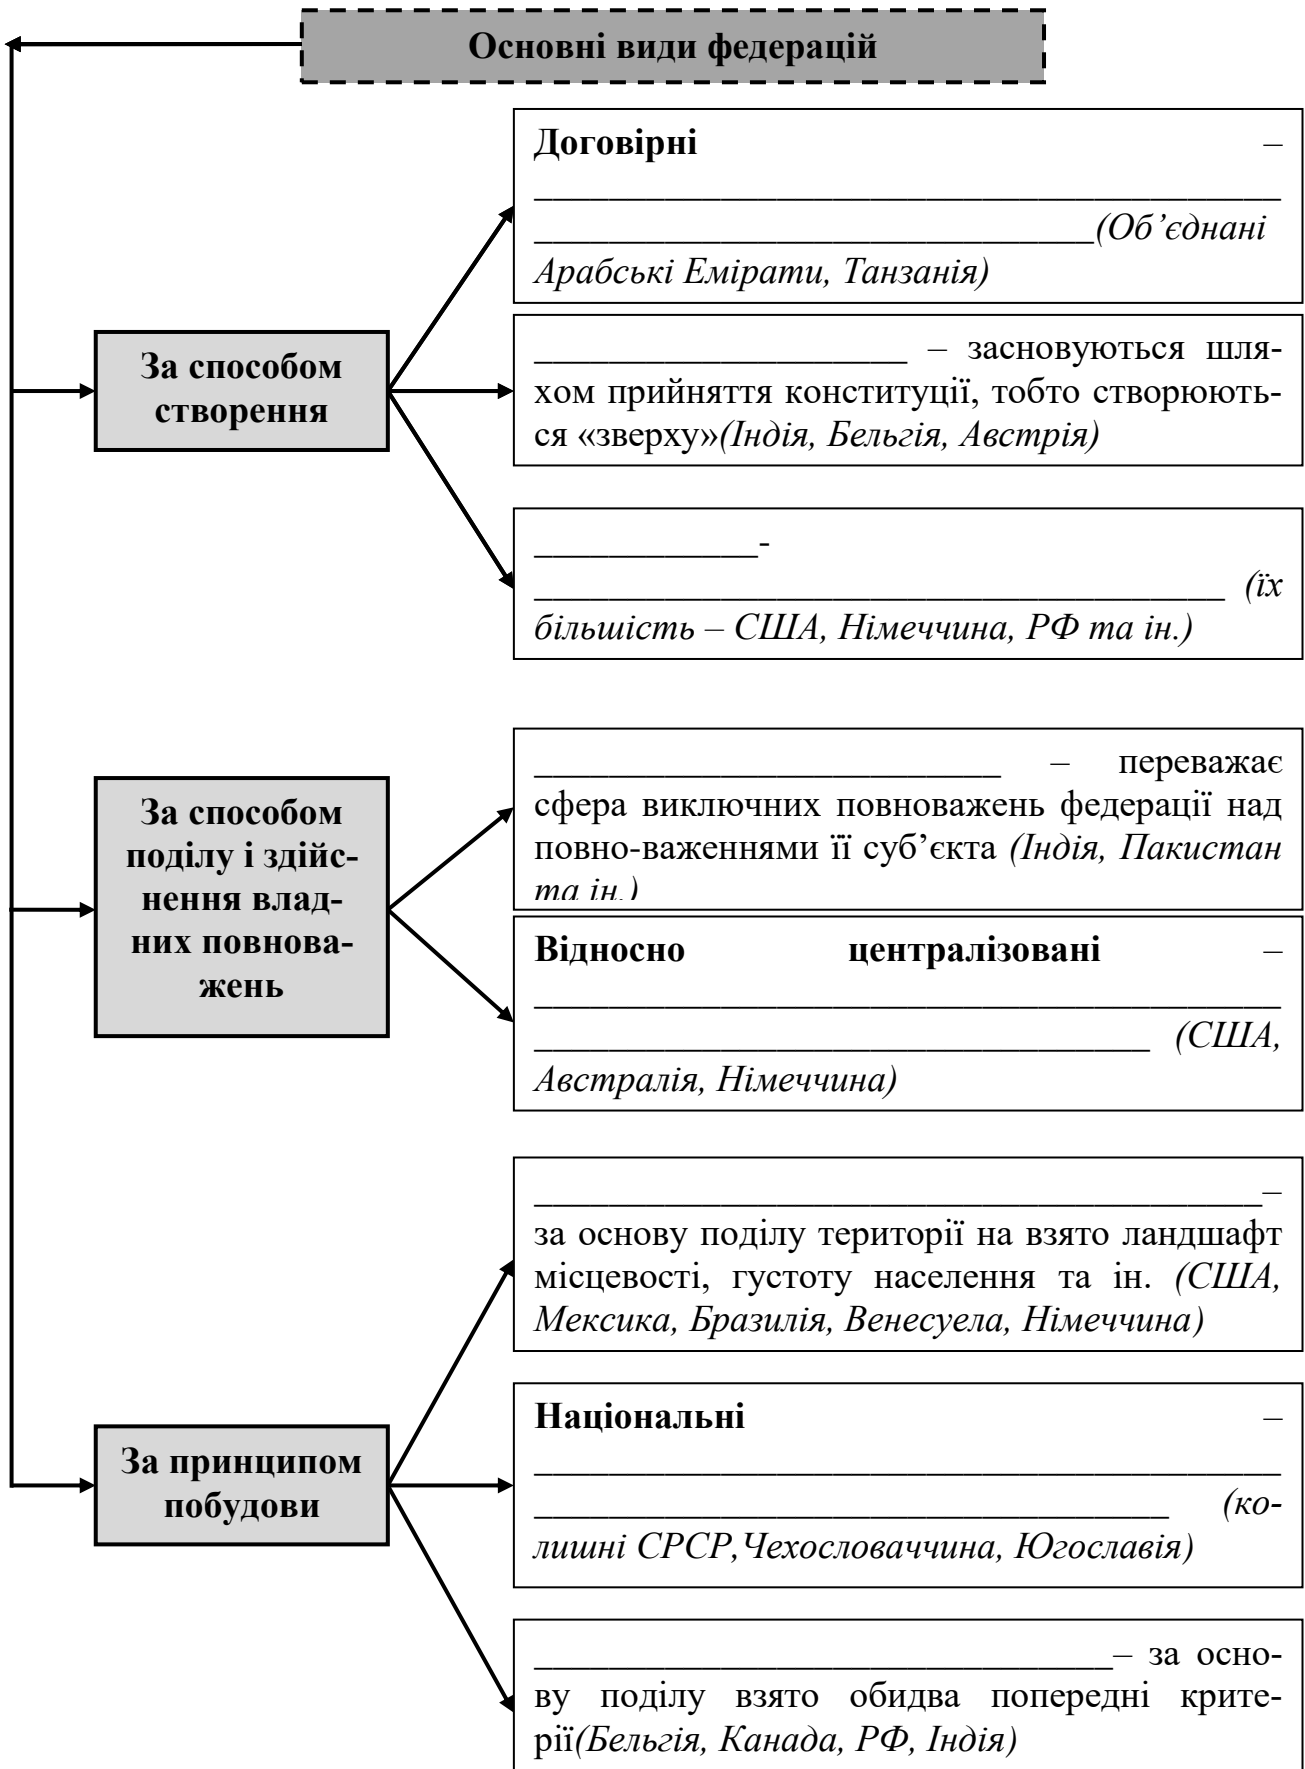 Основні види федерацій
Договірні –
________________________________________
______________________________(Об’єднані
Арабські Емірати, Танзанія)
За способом
створення
____________________ – засновуються шля-
хом прийняття конституції, тобто створюють-
ся «зверху»(Індія, Бельгія, Австрія)
____________-
_____________________________________ (їх
більшість – США, Німеччина, РФ та ін.)
За способом
поділу і здійс-
нення влад-
них повнова-
жень
_________________________ – переважає
сфера виключних повноважень федерації над
повно-важеннями її суб’єкта (Індія, Пакистан
та ін.)
Відносно централізовані –
________________________________________
_________________________________ (США,
Австралія, Німеччина)
_______________________________________–
за основу поділу території на взято ландшафт
місцевості, густоту населення та ін. (США,
Мексика, Бразилія, Венесуела, Німеччина)
За принципом
побудови
Національні –
________________________________________
__________________________________ (ко-
лишні СРСР,Чехословаччина, Югославія)
_______________________________– за осно-
ву поділу взято обидва попередні крите-
рії(Бельгія, Канада, РФ, Індія)